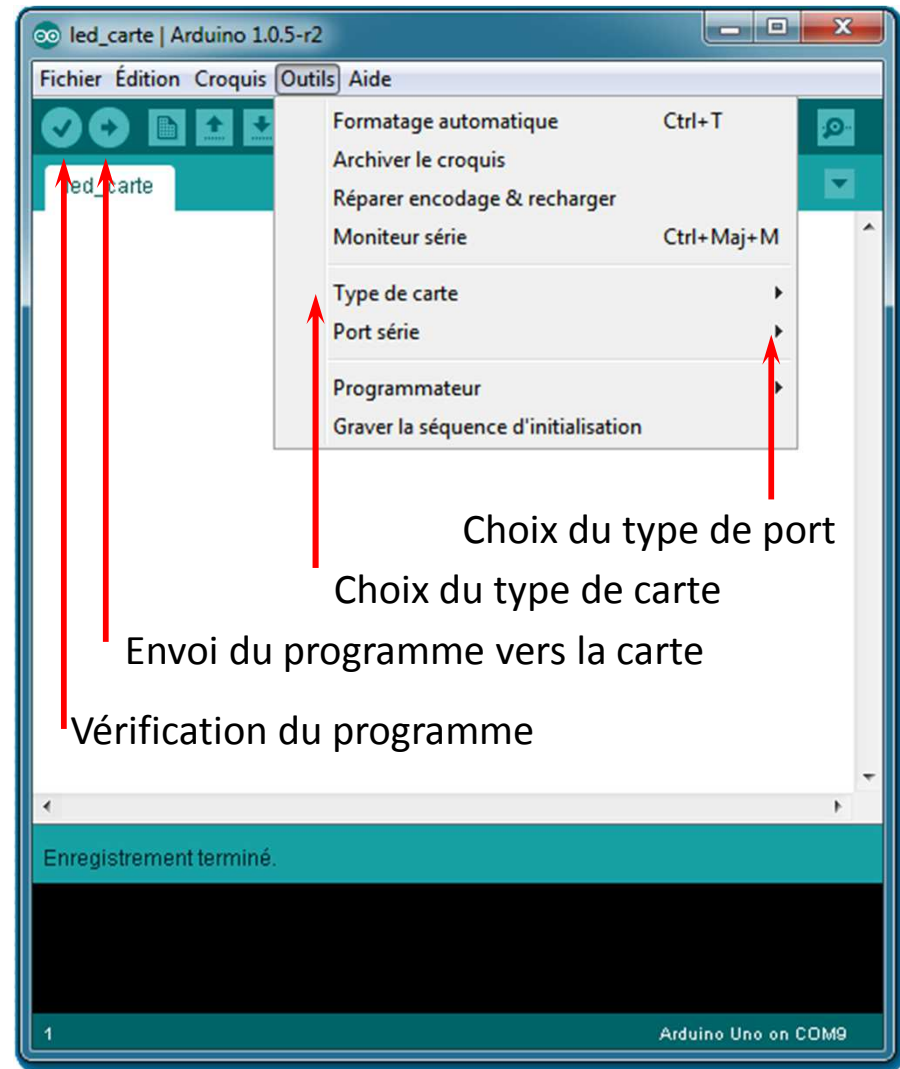 led_carte | Arduino 1.0.5-r2
Fichier Édition Croquis Outils Aide
led_carte
Formatage automatique Ctrl+T
Archiver le croquis
Réparer encodage & recharger
Moniteur série Ctrl+Maj+M
Type de carte
Port série
Programmateur
Graver la séquence d'initialisation
Choix du type de port
Choix du type de carte
Envoi du programme vers la carte
Vérification du programme
Enregistrement terminé.
1 Arduino Uno on COM9